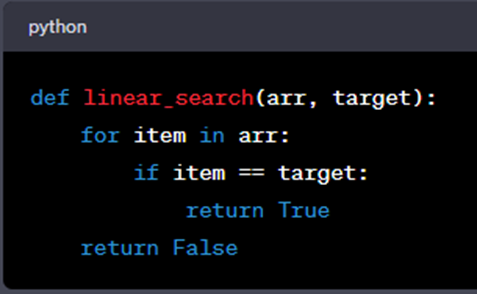 python
def linear_search(arr, target):
    for item in arr:
        if item == target:
            return True
    return False